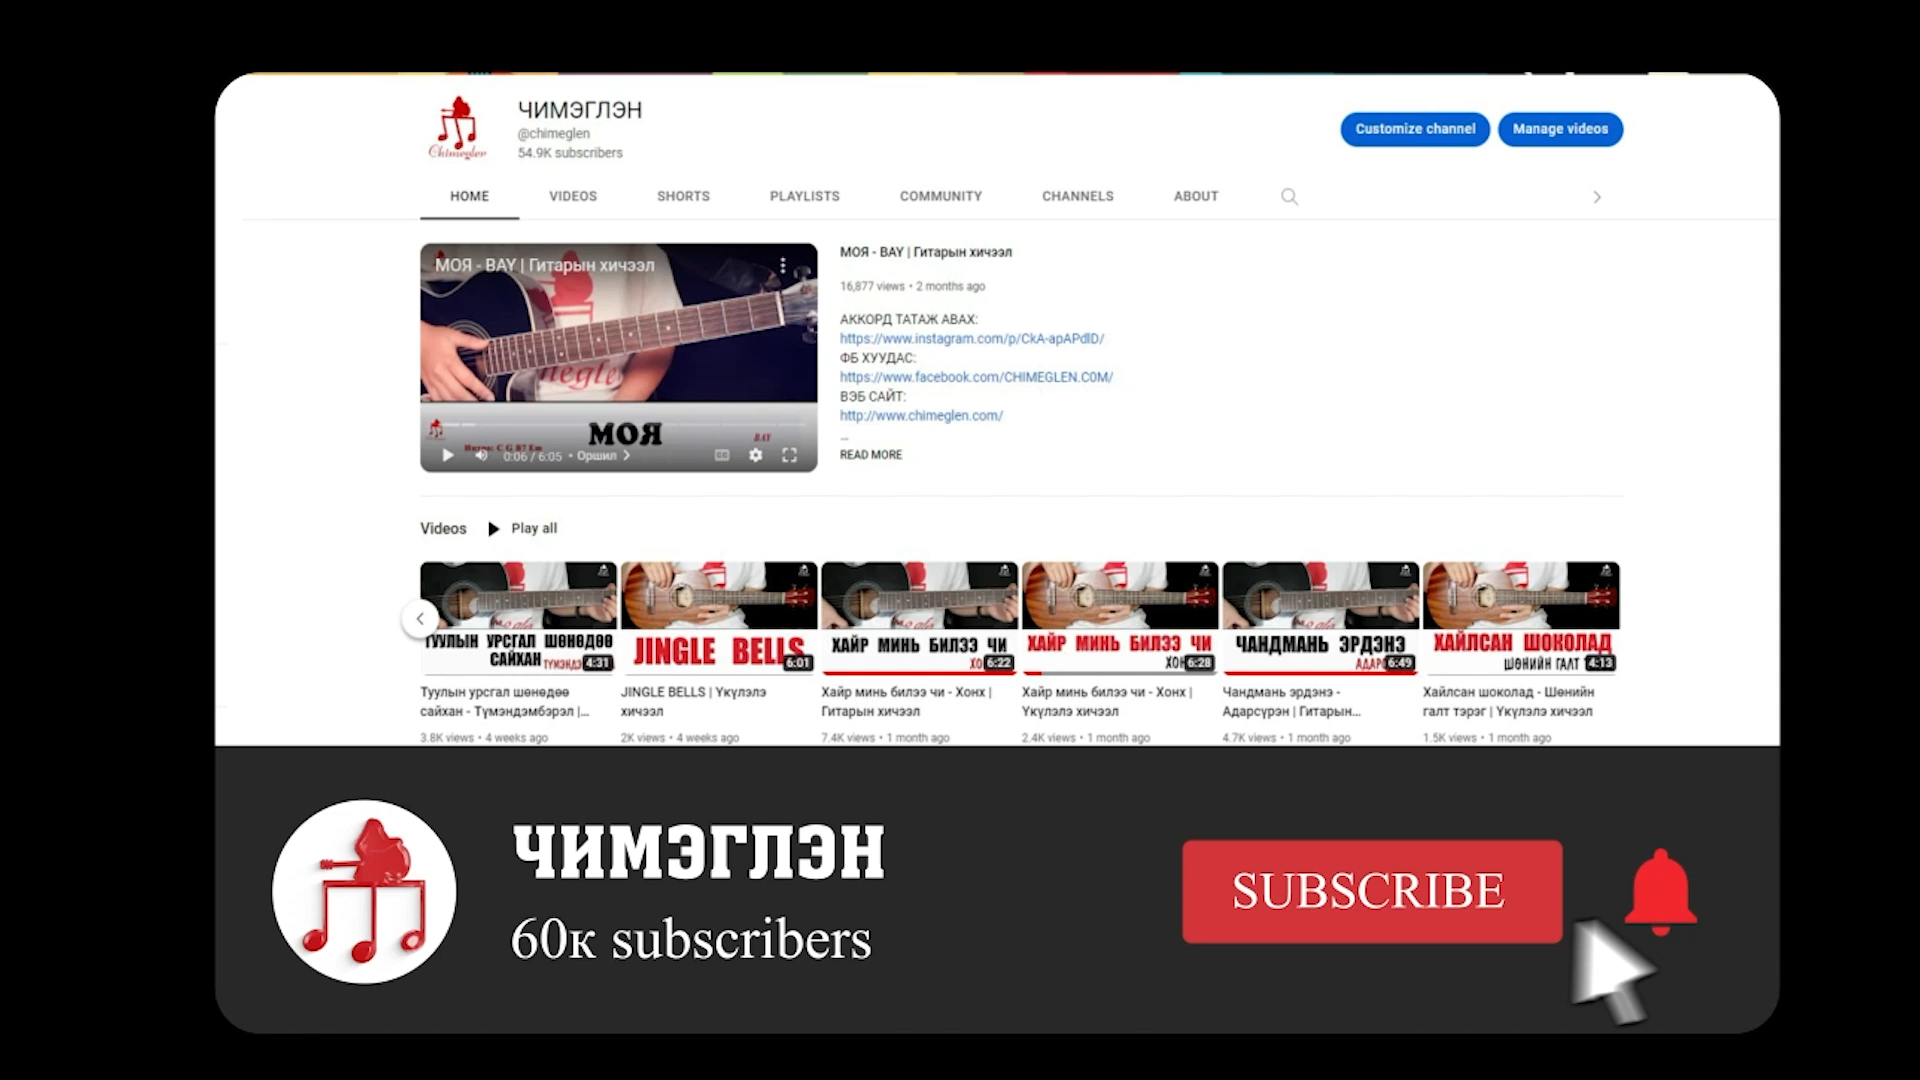 ЧИМЭГЛЭН
@chimeglen
54.9K subscribers
Chimeglen
Customize channel
Manage videos
HOME
VIDEOS
SHORTS
PLAYLISTS
COMMUNITY
CHANNELS
ABOUT
МОЯ - BAY | Гитарын хичээл
МОЯ
BAY
0:06 / 6:05 • Оршил
МОЯ - BAY | Гитарын хичээл
16,877 views • 2 months ago
АККОРД ТАТАЖ АВАХ:
https://www.instagram.com/p/CkA-apAPdlD/
ФБ ХУУДАС:
https://www.facebook.com/CHIMEGLEN.C0M/
ВЭБ САЙТ:
http://www.chimeglen.com/
...
READ MORE
Videos
Play all
ТУУЛЫН УРСГАЛ ШӨНӨДӨӨ
САЙХАН
4:31
Туулын урсгал шөнөдөө
сайхан - Түмэндэмбэрэл |...
3.8K views • 4 weeks ago
JINGLE BELLS
6:01
JINGLE BELLS | Үкүлэлэ
хичээл
2K views • 4 weeks ago
ХАЙР МИНЬ БИЛЭЭ ЧИ
6:22
Хайр минь билээ чи - Хонх |
Гитарын хичээл
7.4K views • 1 month ago
ХАЙР МИНЬ БИЛЭЭ ЧИ
6:28
Хайр минь билээ чи - Хонх |
Үкүлэлэ хичээл
2.4K views • 1 month ago
ЧАНДМАНЬ ЭРДЭНЭ
6:49
Чандмань эрдэнэ -
Адарсүрэн | Гитарын...
4.7K views • 1 month ago
ХАЙЛСАН ШОКОЛАД
ШӨНИЙН ГАЛТ
4:13
Хайлсан шоколад - Шөнийн
галт тэрэг | Үкүлэлэ хичээл
1.5K views • 1 month ago
ЧИМЭГЛЭН
60к subscribers
SUBSCRIBE